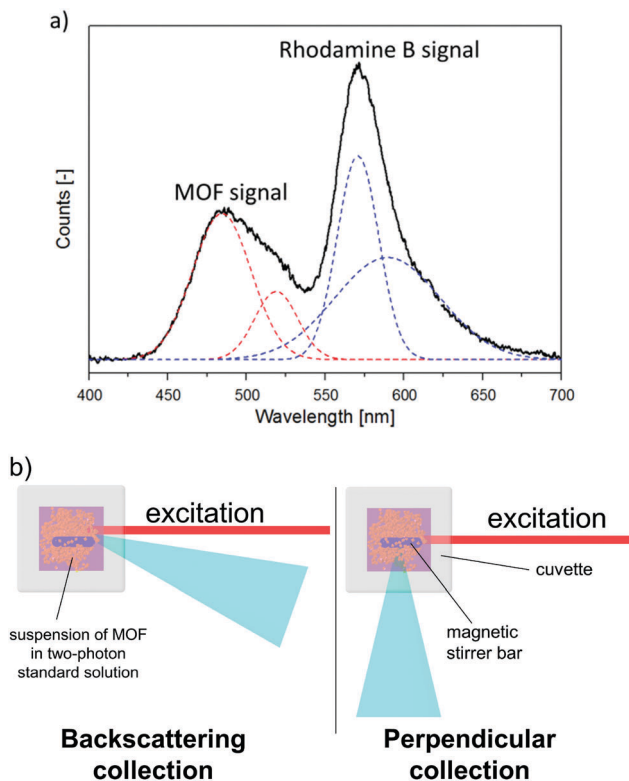 a)
Rhodamine B signal
MOF signal
Counts [-]
400 450 500 550 600 650 700
Wavelength [nm]
b)
excitation
suspension of MOF
in two-photon
standard solution
Backscattering
collection
excitation
cuvette
magnetic
stirrer bar
Perpendicular
collection